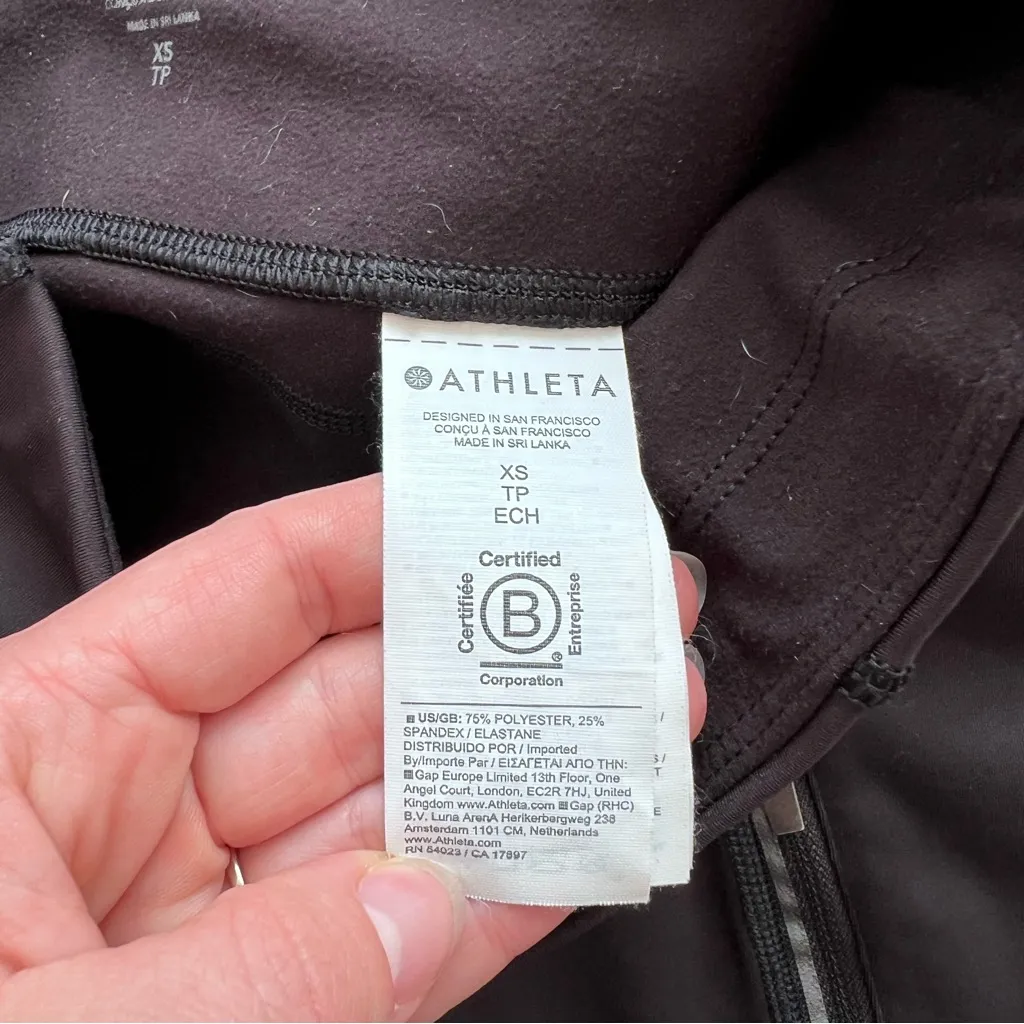 MADE IN SRI LANKA
XS
TP
ATHLETA
DESIGNED IN SAN FRANCISCO
CONÇU À SAN FRANCISCO
MADE IN SRI LANKA
XS
TP
ECH
Certified
Certifiée
B
Entreprise
®
Corporation
US/GB: 75% POLYESTER, 25%
SPANDEX / ELASTANE
DISTRIBUIDO POR / Imported
By/Importe Par / ΕΙΣΑΓΕΤΑΙ ΑΠΟ ΤΗΝ:
Gap Europe Limited 13th Floor, One
Angel Court, London, EC2R 7HJ, United
Kingdom www.Athleta.com Gap (RHC)
B.V. Luna ArenA Herikerbergweg 238
Amsterdam 1101 CM, Netherlands
www.Athleta.com
RN 54023 / CA 17897